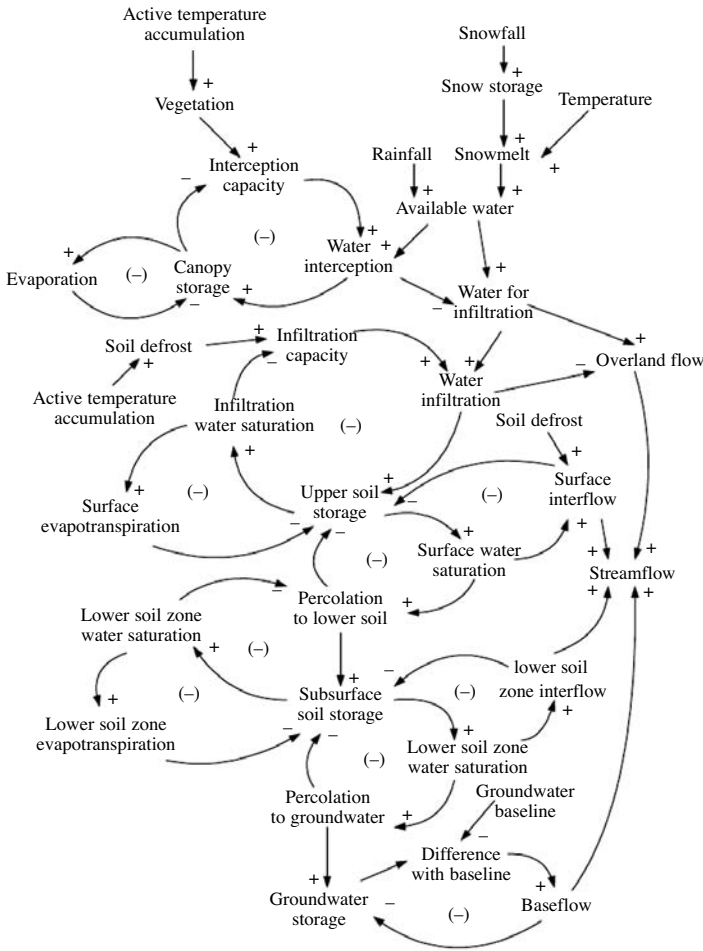 Active temperature
accumulation
Snowfall
+
+
Snow storage
Vegetation
Temperature
+
+
Rainfall
Snowmelt
+
–
Interception
capacity
+
+
Available water
+
+
+
(–)
Water
interception
Evaporation
(–)
Canopy
storage
+
–
+
–
Water for
infiltration
Soil defrost
+
+
Infiltration
capacity
–
+
+
–
+
Overland flow
Active temperature
accumulation
Water
infiltration
Infiltration
water saturation
(–)
Soil defrost
+
+
+
Surface
interflow
+
(–)
Upper soil
storage
–
(–)
Surface
evapotranspiration
–
–
+
(–)
Surface water
saturation
+
+
+
Streamflow
+
+
Lower soil zone
water saturation
–
Percolation
to lower soil
+
+
(–)
–
+
(–)
lower soil
zone interflow
+
(–)
+
Subsurface
soil storage
Lower soil zone
evapotranspiration
–
–
+
(–)
Lower soil zone
water saturation
Percolation
to groundwater
+
Groundwater
baseline
–
Difference
with baseline
+
Groundwater
storage
–
(–)
+
Baseflow